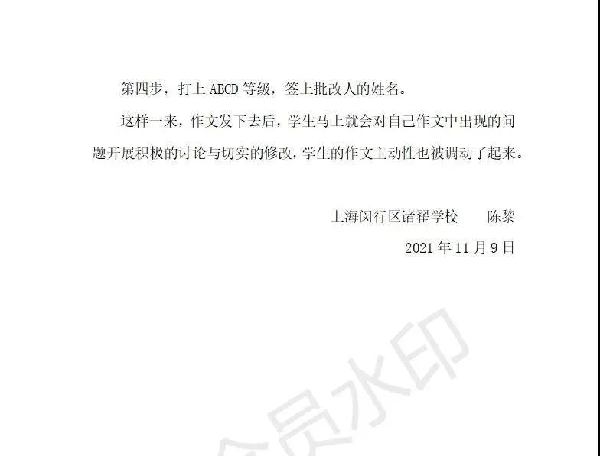 第四步，打上 ABCD 等级，签上批改人的姓名。
这样一来，作文发下去后，学生马上就会对自己作文中出现的问
题开展积极的讨论与切实的修改，学生的作文主动性也被调动了起来。
上海闵行区诸翟学校 陈黎
2021 年 11 月 9 日
会员水印